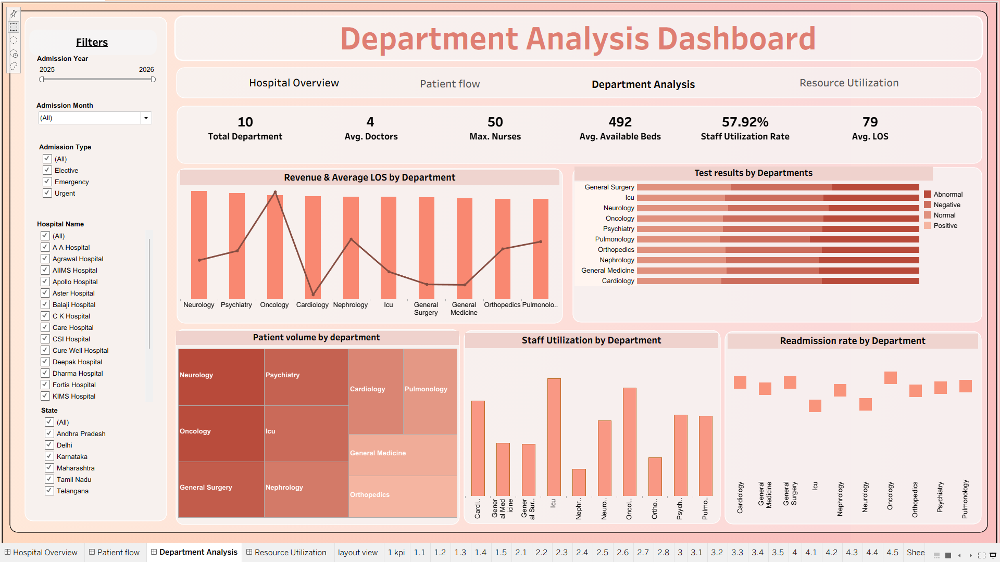 Filters
Admission Year
2025 2026
Admission Month
(All)
Admission Type
(All)
Elective
Emergency
Urgent
Hospital Name
(All)
A A Hospital
Agrawal Hospital
AIIMS Hospital
Apollo Hospital
Aster Hospital
Balaji Hospital
C K Hospital
Care Hospital
CSI Hospital
Cure Well Hospital
Deepak Hospital
Dharma Hospital
Fortis Hospital
KIMS Hospital
State
(All)
Andhra Pradesh
Delhi
Karnataka
Maharashtra
Tamil Nadu
Telangana
Department Analysis Dashboard
Hospital Overview Patient flow Department Analysis Resource Utilization
10 4 50 492 57.92% 79
Total Department Avg. Doctors Max. Nurses Avg. Available Beds Staff Utilization Rate Avg. LOS
Revenue & Average LOS by Department
Neurology Psychiatry Oncology Cardiology Nephrology Icu General Surgery General Medicine Orthopedics Pulmonolo..
Test results by Departments
General Surgery
Icu
Neurology
Oncology
Psychiatry
Pulmonology
Orthopedics
Nephrology
General Medicine
Cardiology
Abnormal
Negative
Normal
Positive
Patient volume by department
Neurology
Oncology
General Surgery
Psychiatry
Icu
Nephrology
Cardiology
Pulmonology
General Medicine
Orthopedics
Staff Utilization by Department
Cardi..
Gener
al Med
icine
Gener
al Sur..
Icu
Nephr..
Neuro..
Oncol..
Ortho..
Psych..
Pulmo..
Readmission rate by Department
Cardiology
General
Medicine
General
Surgery
Icu
Nephrology
Neurology
Oncology
Orthopedics
Psychiatry
Pulmonology
Hospital Overview Patient flow Department Analysis Resource Utilization layout view 1 kpi 1.1 1.2 1.3 1.4 1.5 2.1 2.2 2.3 2.4 2.5 2.6 2.7 2.8 3 3.1 3.2 3.3 3.4 3.5 4 4.1 4.2 4.3 4.4 4.5 Shee